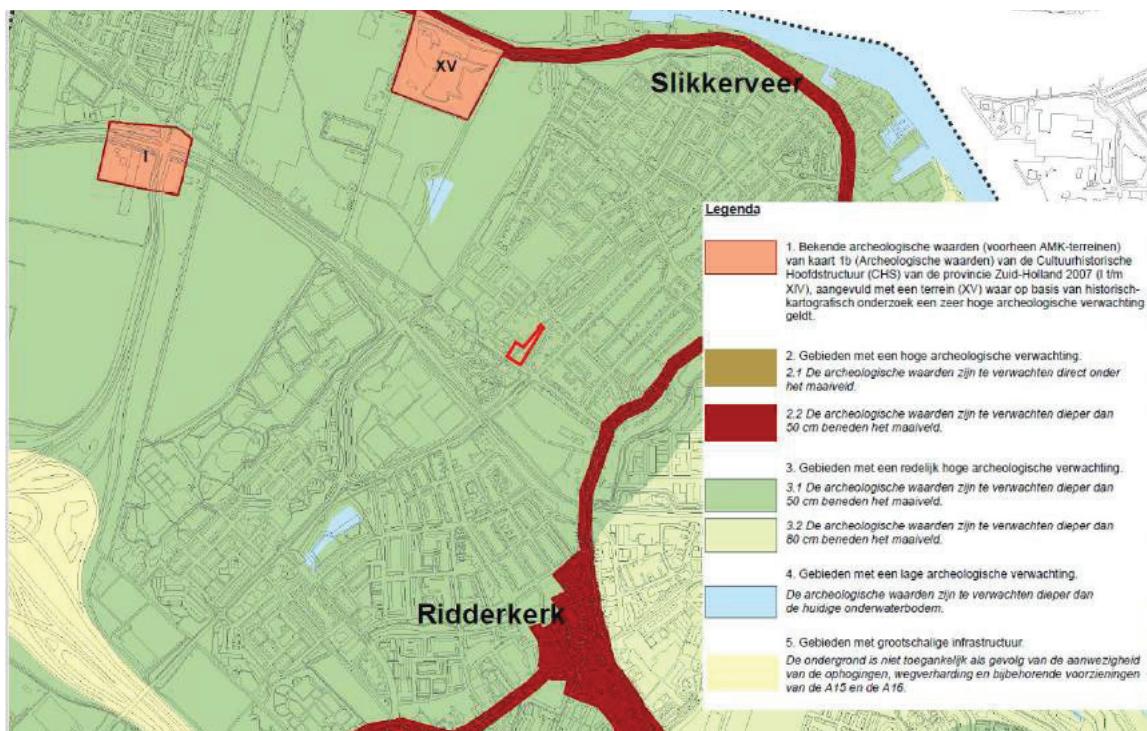 XV
Slikkerveer
I
Legenda
1. Bekende archeologische waarden (voorheen AMK-terreinen)
van kaart 1b (Archeologische waarden) van de Cultuurhistorische
Hoofdstructuur (CHS) van de provincie Zuid-Holland 2007 (I t/m
XIV), aangevuld met een terrein (XV) waar op basis van historisch-
kartografisch onderzoek een zeer hoge archeologische verwachting
geldt.
2. Gebieden met een hoge archeologische verwachting.
2.1 De archeologische waarden zijn te verwachten direct onder
het maaiveld.
2.2 De archeologische waarden zijn te verwachten dieper dan
50 cm beneden het maaiveld.
3. Gebieden met een redelijk hoge archeologische verwachting.
3.1 De archeologische waarden zijn te verwachten dieper dan
50 cm beneden het maaiveld.
3.2 De archeologische waarden zijn te verwachten dieper dan
80 cm beneden het maaiveld.
4. Gebieden met een lage archeologische verwachting.
De archeologische waarden zijn te verwachten dieper dan
de huidige onderwaterbodem.
5. Gebieden met grootschalige infrastructuur.
De ondergrond is niet toegankelijk als gevolg van de aanwezigheid
van de ophogingen, wegverharding en bijbehorende voorzieningen
van de A15 en de A16.
Ridderkerk